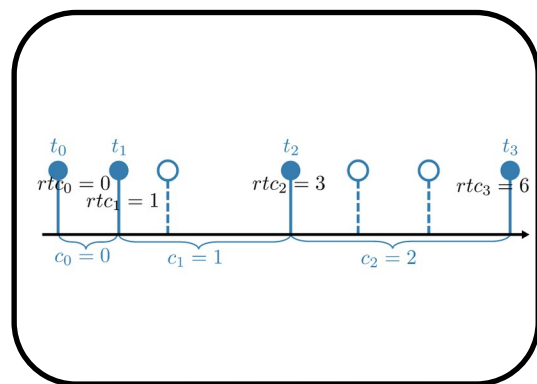 t₀ t₁ t₂ t₃
rtc₀ = 0 rtc₁ = 1 rtc₂ = 3 rtc₃ = 6
c₀ = 0 c₁ = 1 c₂ = 2